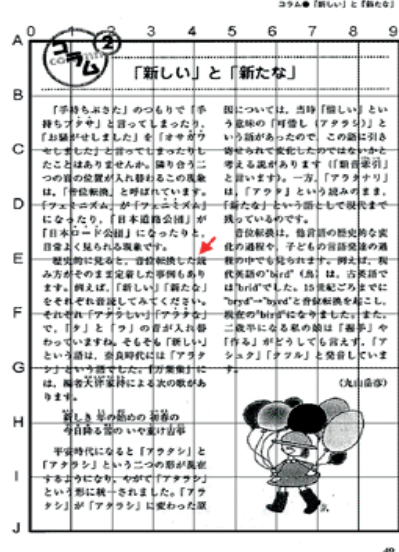 コラム●「新しい」と「新たな」
0 1 2 3 4 5 6 7 8 9
A
B
C
D
E
F
G
H
I
J
コラム
②
「新しい」と「新たな」
「手持ちぶさた」のつもりで「手
持ちブタサ」と言ってしまったり、
「お騒がせしました」を「オサガワ
せしました」と言ってしまったりし
たことはありませんか。隣り合う二
つの音の位置が入れ替わるこの現象
は、「音位転換」と呼ばれています。
「フェミニズム」が「フェニミズム」
になったり、「日本道路公団」が
「日本ロード公団」になったりと、
日常よく見られる現象です。
歴史的に見ると、音位転換した読
み方がそのまま定着した事例もあり
ます。例えば、「新しい」「新たな」
をそれぞれ音読してみてください。
それぞれ「アタラしい」「アラタな」
で、「タ」と「ラ」の音が入れ替
わっていますね。そもそも「新しい」
という語は、奈良時代には「アラタ
シ」という語でした。『万葉集』に
は、編者大伴家持による次の歌があ
ります。
新しき 年の始めの 初春の
今日降る雪の いや重け吉事
平安時代になると「アラタシ」と
「アタラシ」という二つの形が混在
するようになり、やがて「アタラシ」
という形に統一されました。「アラ
タシ」が「アタラシ」に変わった原
因については、当時「惜しい」とい
う意味の「可惜し（アタラシ）」と
いう語があったので、この語に引き
寄せられて変化したのではないかと
考える説があります（「類音牽引」
と言います）。一方、「アラタナリ」
は、「アラタ」という読みのまま、
「新たな」という語として現代まで
残っているのです。
音位転換は、他言語の歴史的な変
化の過程や、子どもの言語発達の過
程の中でも見られます。例えば、現
代英語の"bird"（鳥）は、古英語で
は"brid"でした。15世紀ごろまでに
"bryd"→"byrd"と音位転換を起こし、
現在の"bird"になりました。また、
二歳半になる私の娘は「握手」や
「作る」がどうしても言えず、「ア
シュク」「クツル」と発音していま
す。
（丸山岳彦）
49